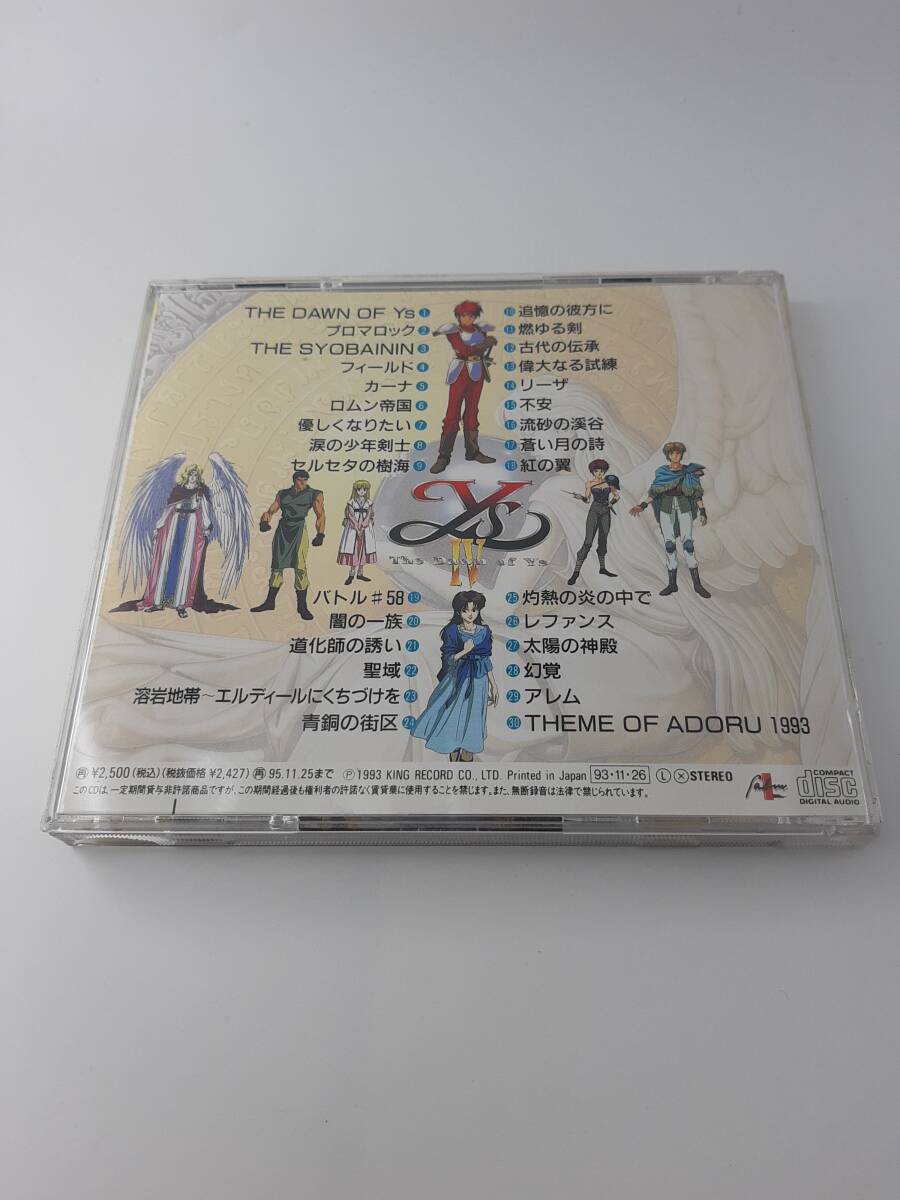 THE DAWN OF Ys 1
プロマロック 2
THE SYOBAININ 3
フィールド 4
カーナ 5
ロムン帝国 6
優しくなりたい 7
涙の少年剣士 8
セルセタの樹海 9
10 追憶の彼方に
11 燃ゆる剣
12 古代の伝承
13 偉大なる試練
14 リーザ
15 不安
16 流砂の渓谷
17 蒼い月の詩
18 紅の翼
Ys
IV
The Dawn of Ys
バトル♯58 19
闇の一族 20
道化師の誘い 21
聖域 22
溶岩地帯~エルディールにくちづけを 23
青銅の街区 24
25 灼熱の炎の中で
26 レファンス
27 太陽の神殿
28 幻覚
29 アレム
30 THEME OF ADORU 1993
再 ¥2,500(税込)(税抜価格 ¥2,427) 再 95.11.25まで Ⓟ1993 KING RECORD CO., LTD. Printed in Japan 93·11·26 Ⓛ ⓧ STEREO
このCDは、一定期間貸与非許諾商品ですが、この期間経過後も権利者の許諾なく賃貸業に使用することを禁じます。また、無断録音は法律で禁じられています。
COMPACT
disc
DIGITAL AUDIO